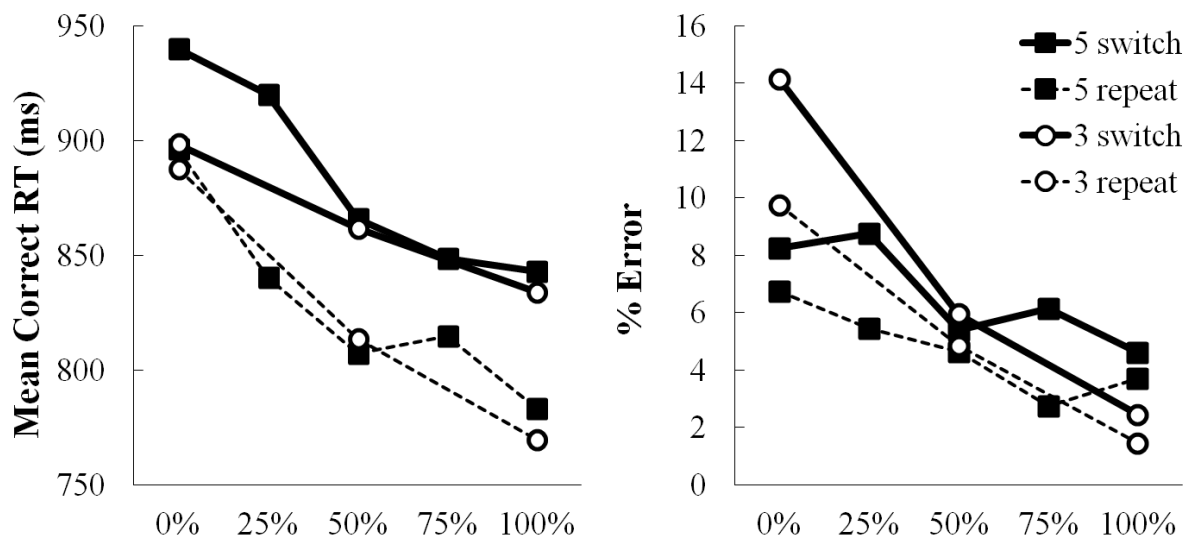 Mean Correct RT (ms)
950
900
850
800
750
0% 25% 50% 75% 100%
% Error
16
14
12
10
8
6
4
2
0
0% 25% 50% 75% 100%
5 switch
5 repeat
3 switch
3 repeat